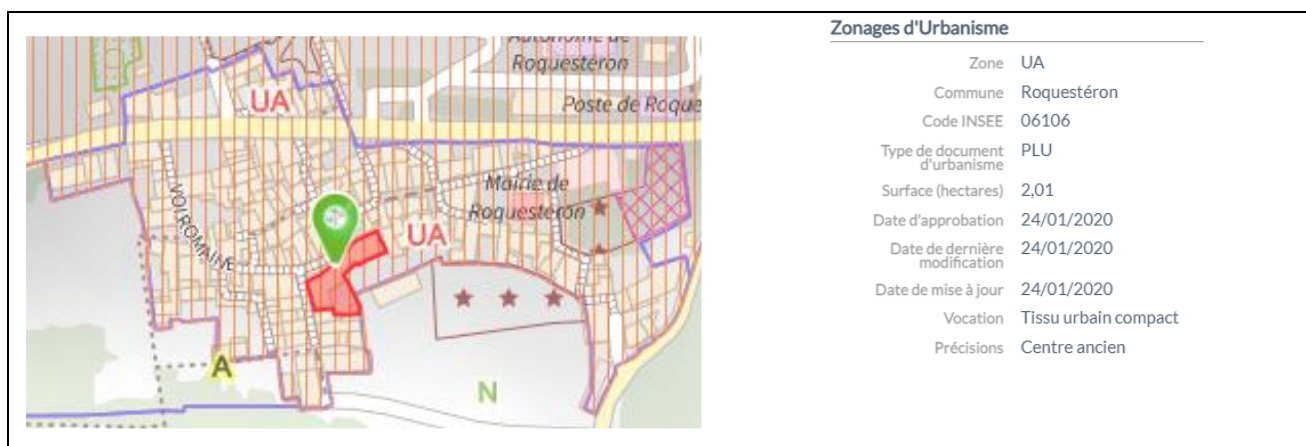 Autonome de
Roquestéron
UA
Poste de Roque
VOI ROMAINE
Mairie de
Roquestéron
UA
A
N
Zonages d'Urbanisme
Zone UA
Commune Roquestéron
Code INSEE 06106
Type de document
d'urbanisme PLU
Surface (hectares) 2,01
Date d'approbation 24/01/2020
Date de dernière
modification 24/01/2020
Date de mise à jour 24/01/2020
Vocation Tissu urbain compact
Précisions Centre ancien